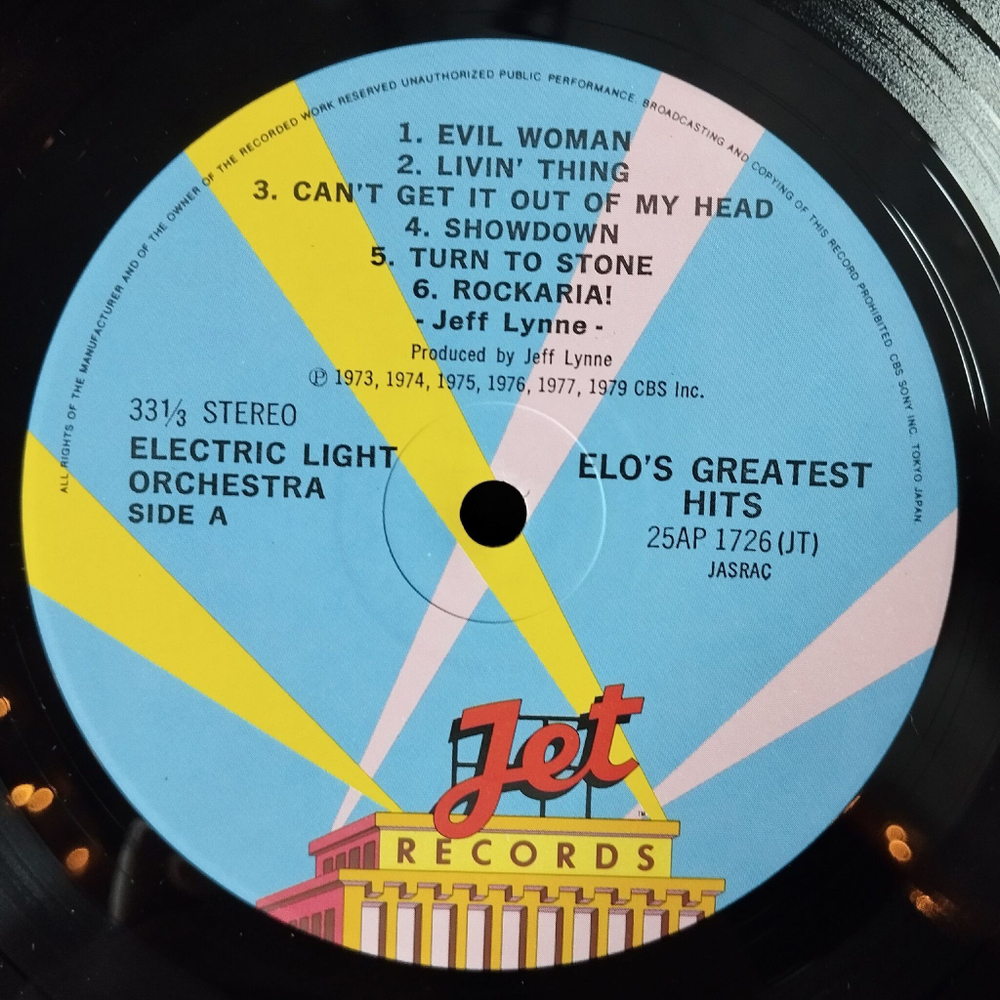 ALL RIGHTS OF THE MANUFACTURER AND OF THE OWNER OF THE RECORDED WORK RESERVED UNAUTHORIZED PUBLIC PERFORMANCE. BROADCASTING AND COPYING OF THIS RECORD PROHIBITED. CBS SONY INC. TOKYO JAPAN
1. EVIL WOMAN
2. LIVIN' THING
3. CAN'T GET IT OUT OF MY HEAD
4. SHOWDOWN
5. TURN TO STONE
6. ROCKARIA!
- Jeff Lynne -
Produced by Jeff Lynne
℗ 1973, 1974, 1975, 1976, 1977, 1979 CBS Inc.
33⅓ STEREO
ELECTRIC LIGHT
ORCHESTRA
SIDE A
ELO'S GREATEST
HITS
25AP 1726 (JT)
JASRAC
Jet
TM
RECORDS